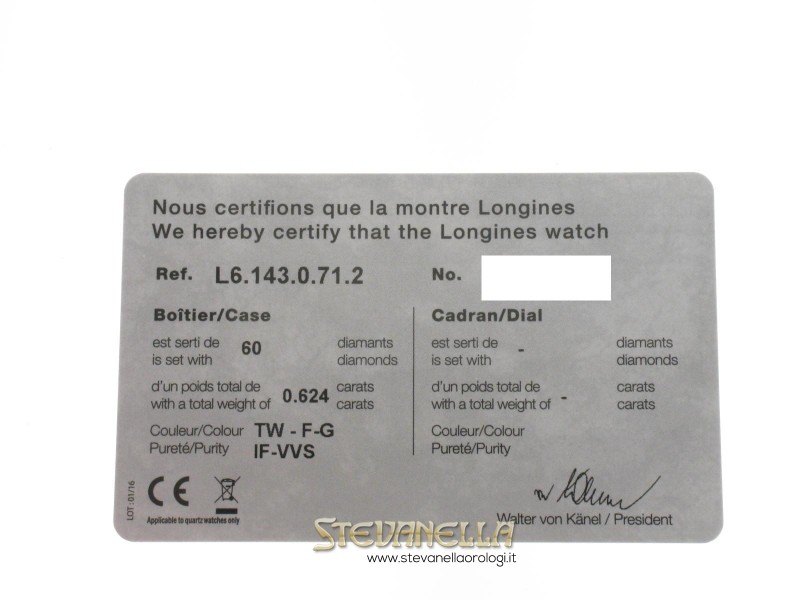 Nous certifions que la montre Longines
We hereby certify that the Longines watch
Ref. L6.143.0.71.2 No.
Boîtier/Case
est serti de
is set with
60
diamants
diamonds
d'un poids total de
with a total weight of
0.624
carats
carats
Couleur/Colour TW - F-G
Pureté/Purity IF-VVS
Cadran/Dial
est serti de
is set with
-
diamants
diamonds
d'un poids total de
with a total weight of
-
carats
carats
Couleur/Colour
Pureté/Purity
LOT : 01/16
CE
Applicable to quartz watches only
Walter von Känel / President
STEVANELLA
www.stevanellaorologi.it